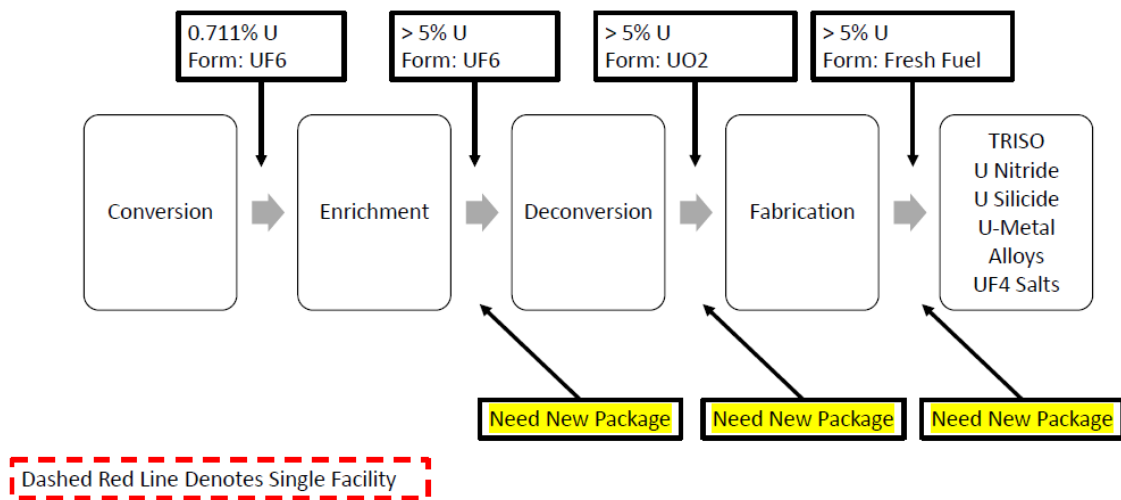 0.711% U
Form: UF6
> 5% U
Form: UF6
> 5% U
Form: UO2
> 5% U
Form: Fresh Fuel
Conversion
Enrichment
Deconversion
Fabrication
TRISO
U Nitride
U Silicide
U-Metal
Alloys
UF4 Salts
Need New Package
Need New Package
Need New Package
Dashed Red Line Denotes Single Facility